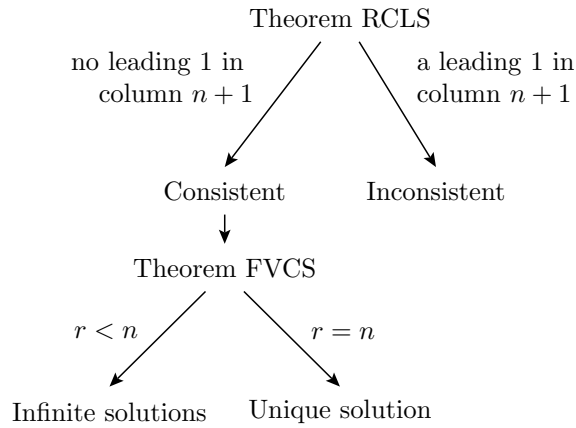 Theorem RCLS
no leading 1 in
column n + 1
a leading 1 in
column n + 1
Consistent
Inconsistent
Theorem FVCS
r < n
r = n
Infinite solutions
Unique solution